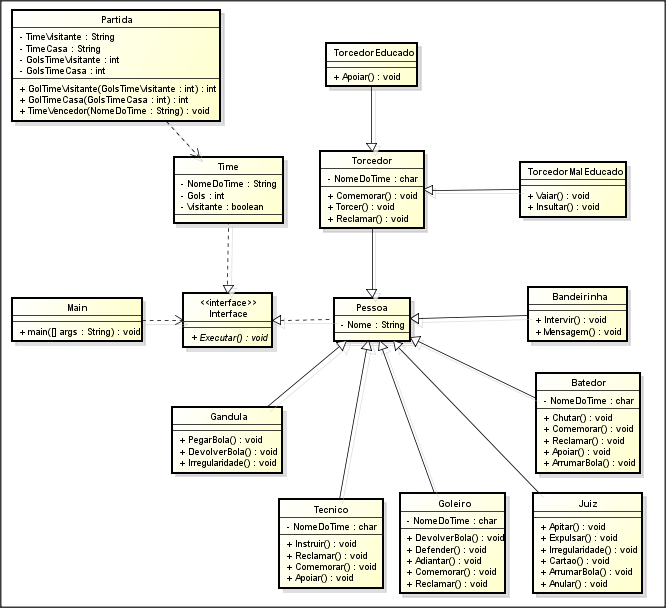 Partida
- TimeVisitante : String
- TimeCasa : String
- GolsTimeVisitante : int
- GolsTimeCasa : int
+ GolTimeVisitante(GolsTimeVisitante : int) : int
+ GolTimeCasa(GolsTimeCasa : int) : int
+ TimeVencedor(NomeDoTime : String) : void
TorcedorEducado
+ Apoiar() : void
Time
- NomeDoTime : String
- Gols : int
- Visitante : boolean
Torcedor
- NomeDoTime : char
+ Comemorar() : void
+ Torcer() : void
+ Reclamar() : void
TorcedorMalEducado
+ Vaiar() : void
+ Insultar() : void
Main
+ main([] args : String) : void
<<interface>>
Interface
+ Executar() : void
Pessoa
- Nome : String
Bandeirinha
+ Intervir() : void
+ Mensagem() : void
Batedor
- NomeDoTime : char
+ Chutar() : void
+ Comemorar() : void
+ Reclamar() : void
+ Apoiar() : void
+ ArrumarBola() : void
Gandula
+ PegarBola() : void
+ DevolverBola() : void
+ Irregularidade() : void
Tecnico
- NomeDoTime : char
+ Instruir() : void
+ Reclamar() : void
+ Comemorar() : void
+ Apoiar() : void
Goleiro
- NomeDoTime : char
+ DevolverBola() : void
+ Defender() : void
+ Adiantar() : void
+ Comemorar() : void
+ Reclamar() : void
Juiz
+ Apitar() : void
+ Expulsar() : void
+ Irregularidade() : void
+ Cartao() : void
+ ArrumarBola() : void
+ Anular() : void